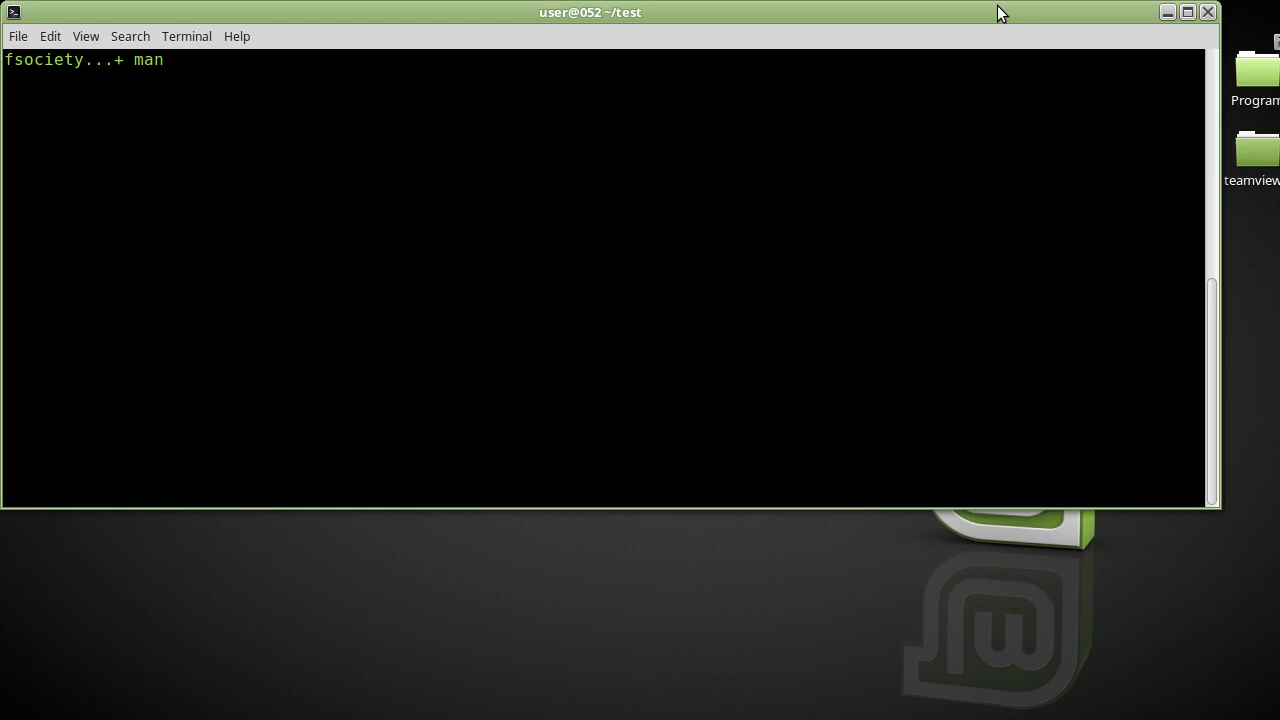 user@052 ~/test
File Edit View Search Terminal Help
fsociety...+ man
Program
teamview